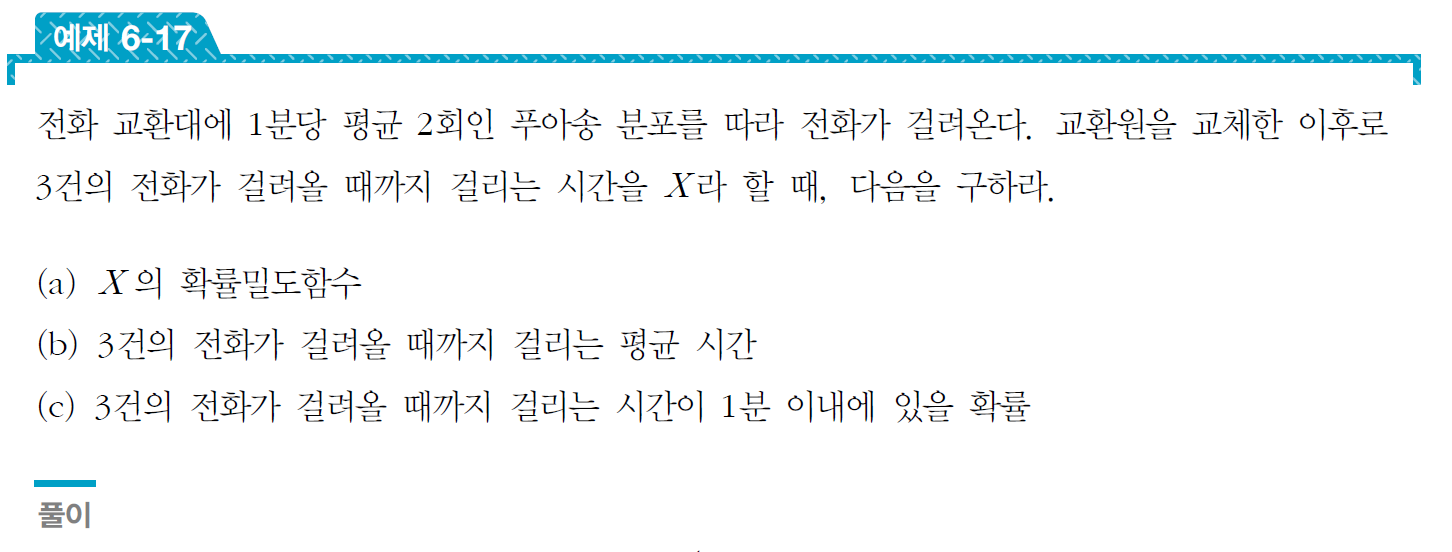 예제 6-17
전화 교환대에 1분당 평균 2회인 푸아송 분포를 따라 전화가 걸려온다. 교환원을 교체한 이후로
3건의 전화가 걸려올 때까지 걸리는 시간을 X라 할 때, 다음을 구하라.
(a) X의 확률밀도함수
(b) 3건의 전화가 걸려올 때까지 걸리는 평균 시간
(c) 3건의 전화가 걸려올 때까지 걸리는 시간이 1분 이내에 있을 확률
풀이